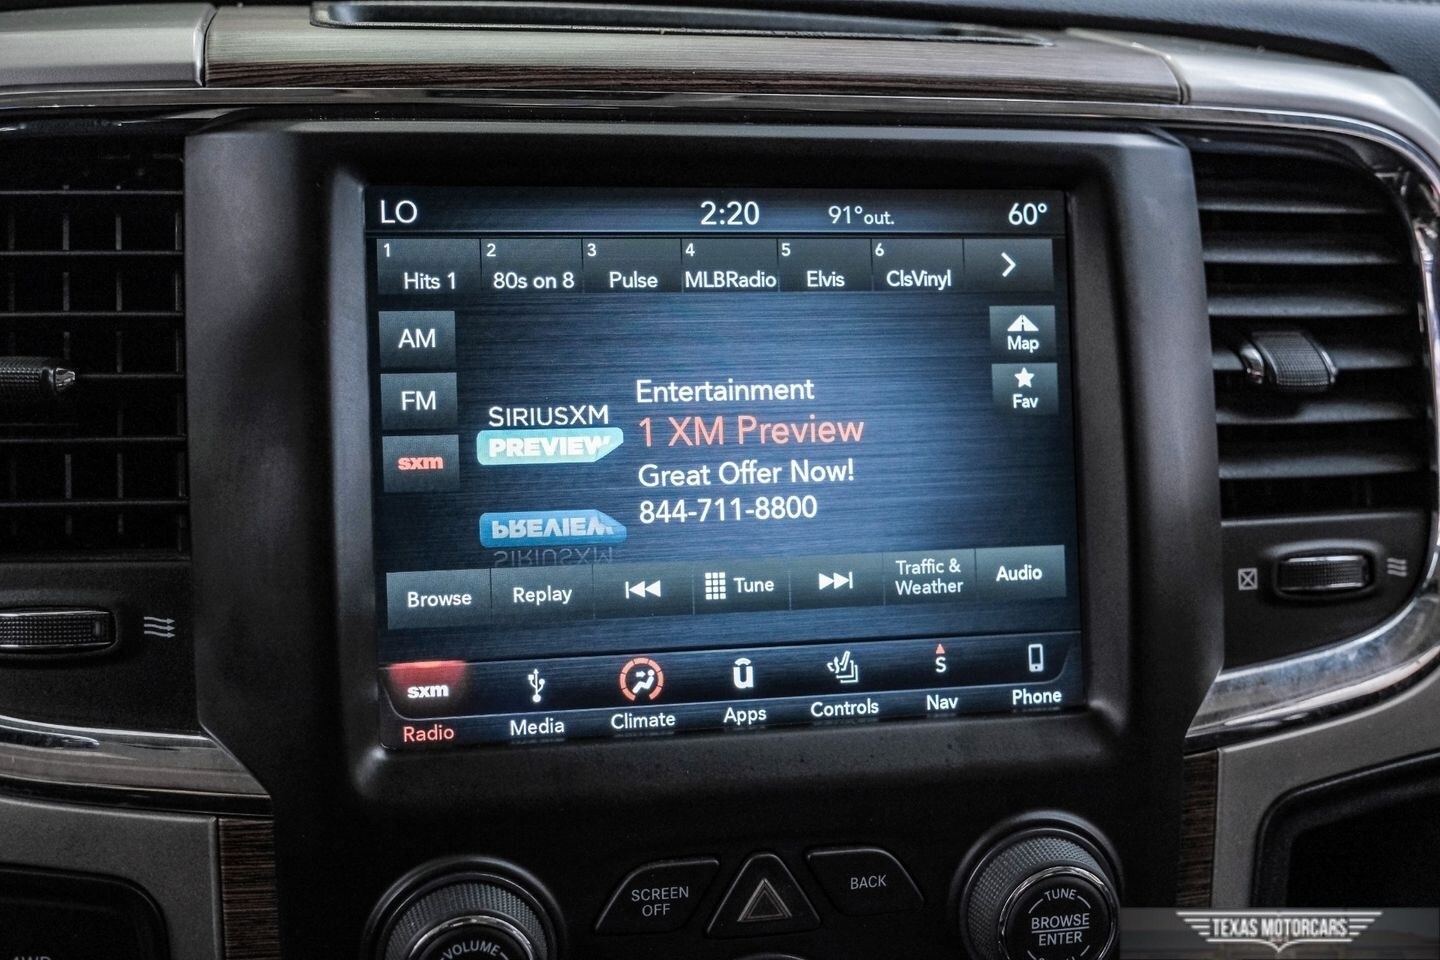 LO 2:20 91° out. 60°
1 2 3 4 5 6
Hits 1 80s on 8 Pulse MLBRadio Elvis ClsVinyl
AM
Map
FM
Fav
sxm
SIRIUSXM
PREVIEW
Entertainment
1 XM Preview
Great Offer Now!
844-711-8800
PREVIEW
SIRIUSXM
Browse Replay Tune Traffic & Weather Audio
sxm u S
Radio Media Climate Apps Controls Nav Phone
SCREEN
OFF
BACK
VOLUME
TUNE
BROWSE
ENTER
TEXAS MOTORCARS